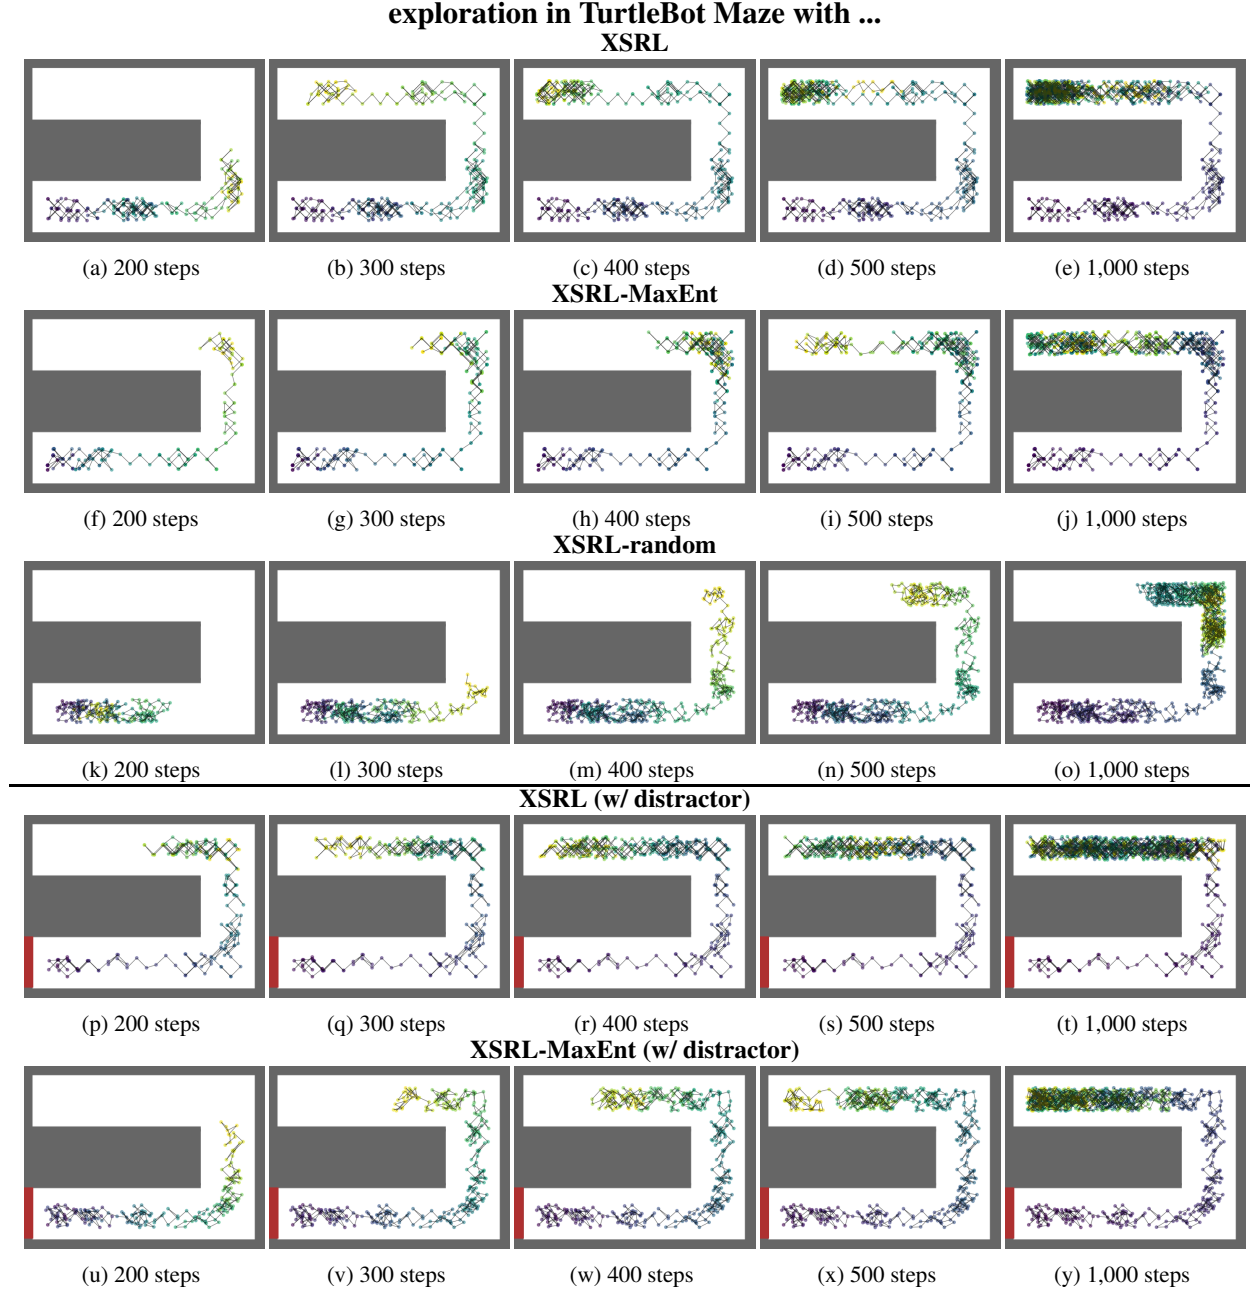 exploration in TurtleBot Maze with ...
XSRL
(a) 200 steps
(b) 300 steps
(c) 400 steps
(d) 500 steps
(e) 1,000 steps
XSRL-MaxEnt
(f) 200 steps
(g) 300 steps
(h) 400 steps
(i) 500 steps
(j) 1,000 steps
XSRL-random
(k) 200 steps
(l) 300 steps
(m) 400 steps
(n) 500 steps
(o) 1,000 steps
XSRL (w/ distractor)
(p) 200 steps
(q) 300 steps
(r) 400 steps
(s) 500 steps
(t) 1,000 steps
XSRL-MaxEnt (w/ distractor)
(u) 200 steps
(v) 300 steps
(w) 400 steps
(x) 500 steps
(y) 1,000 steps